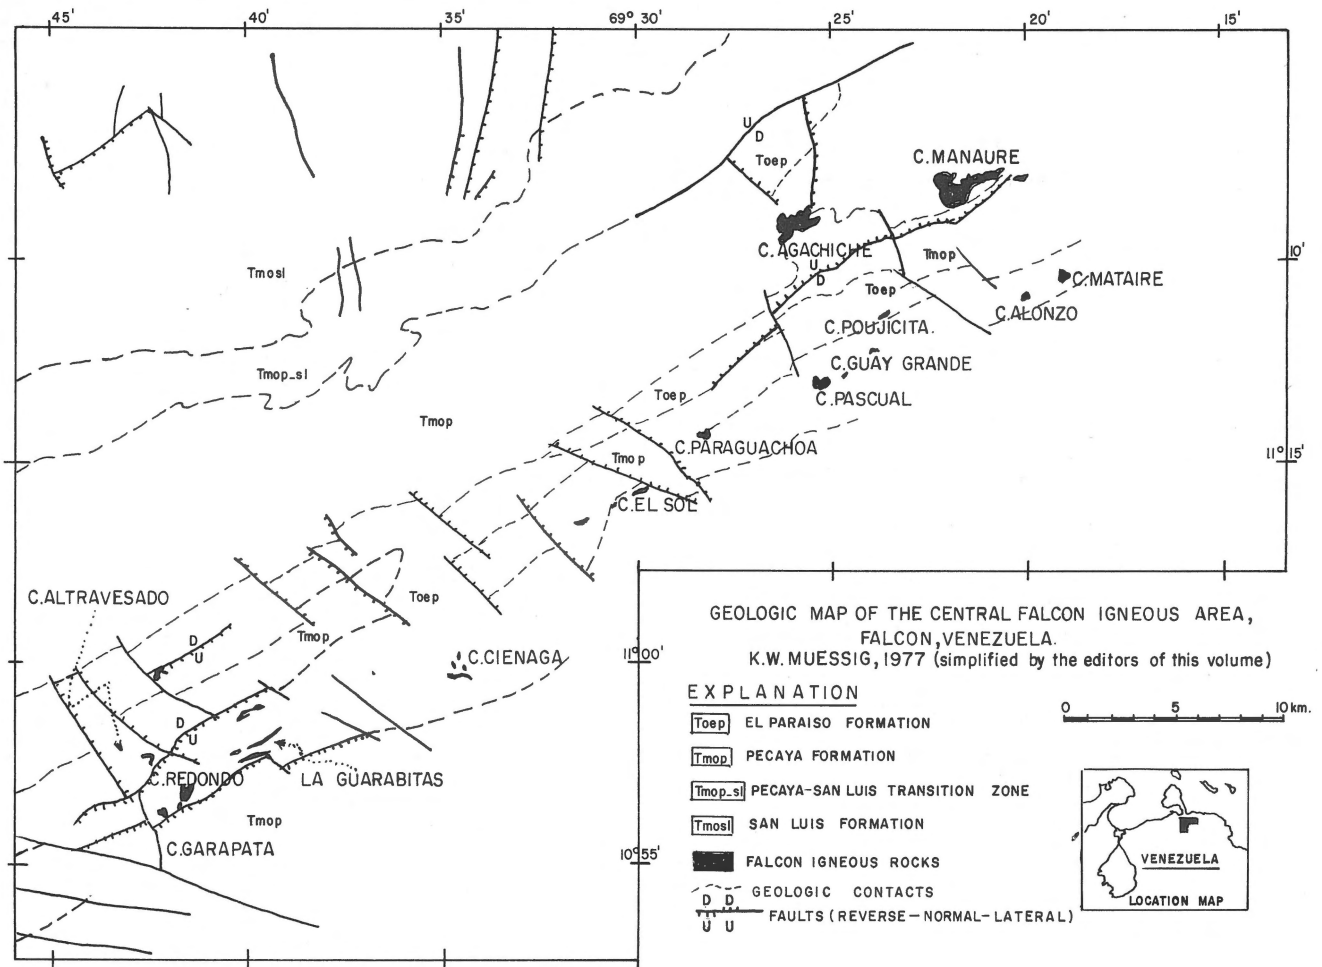 45'
40'
35'
69° 30'
25'
20'
15'
U
D
Toep
C.MANAURE
C.AGACHICHE
U
D
Tmop
10'
Tmosl
Toep
C.MATAIRE
C.ALONZO
C.POUJICITA.
C.GUAY GRANDE
C.PASCUAL
Tmop_sl
Toep
Tmop
C.PARAGUACHOA
Tmop
11° 15'
C.EL SOL
Toep
C.ALTRAVESADO
D
U
Tmop
C.CIENAGA
11° 00'
D
U
C.REDONDO
LA GUARABITAS
Tmop
C.GARAPATA
10° 55'
GEOLOGIC MAP OF THE CENTRAL FALCON IGNEOUS AREA,
FALCON, VENEZUELA.
K.W. MUESSIG, 1977 (simplified by the editors of this volume)
EXPLANATION
Toep EL PARAISO FORMATION
Tmop PECAYA FORMATION
Tmop_sl PECAYA-SAN LUIS TRANSITION ZONE
Tmosl SAN LUIS FORMATION
FALCON IGNEOUS ROCKS
GEOLOGIC CONTACTS
D D
FAULTS (REVERSE-NORMAL-LATERAL)
U U
0 5 10 km.
VENEZUELA
LOCATION MAP